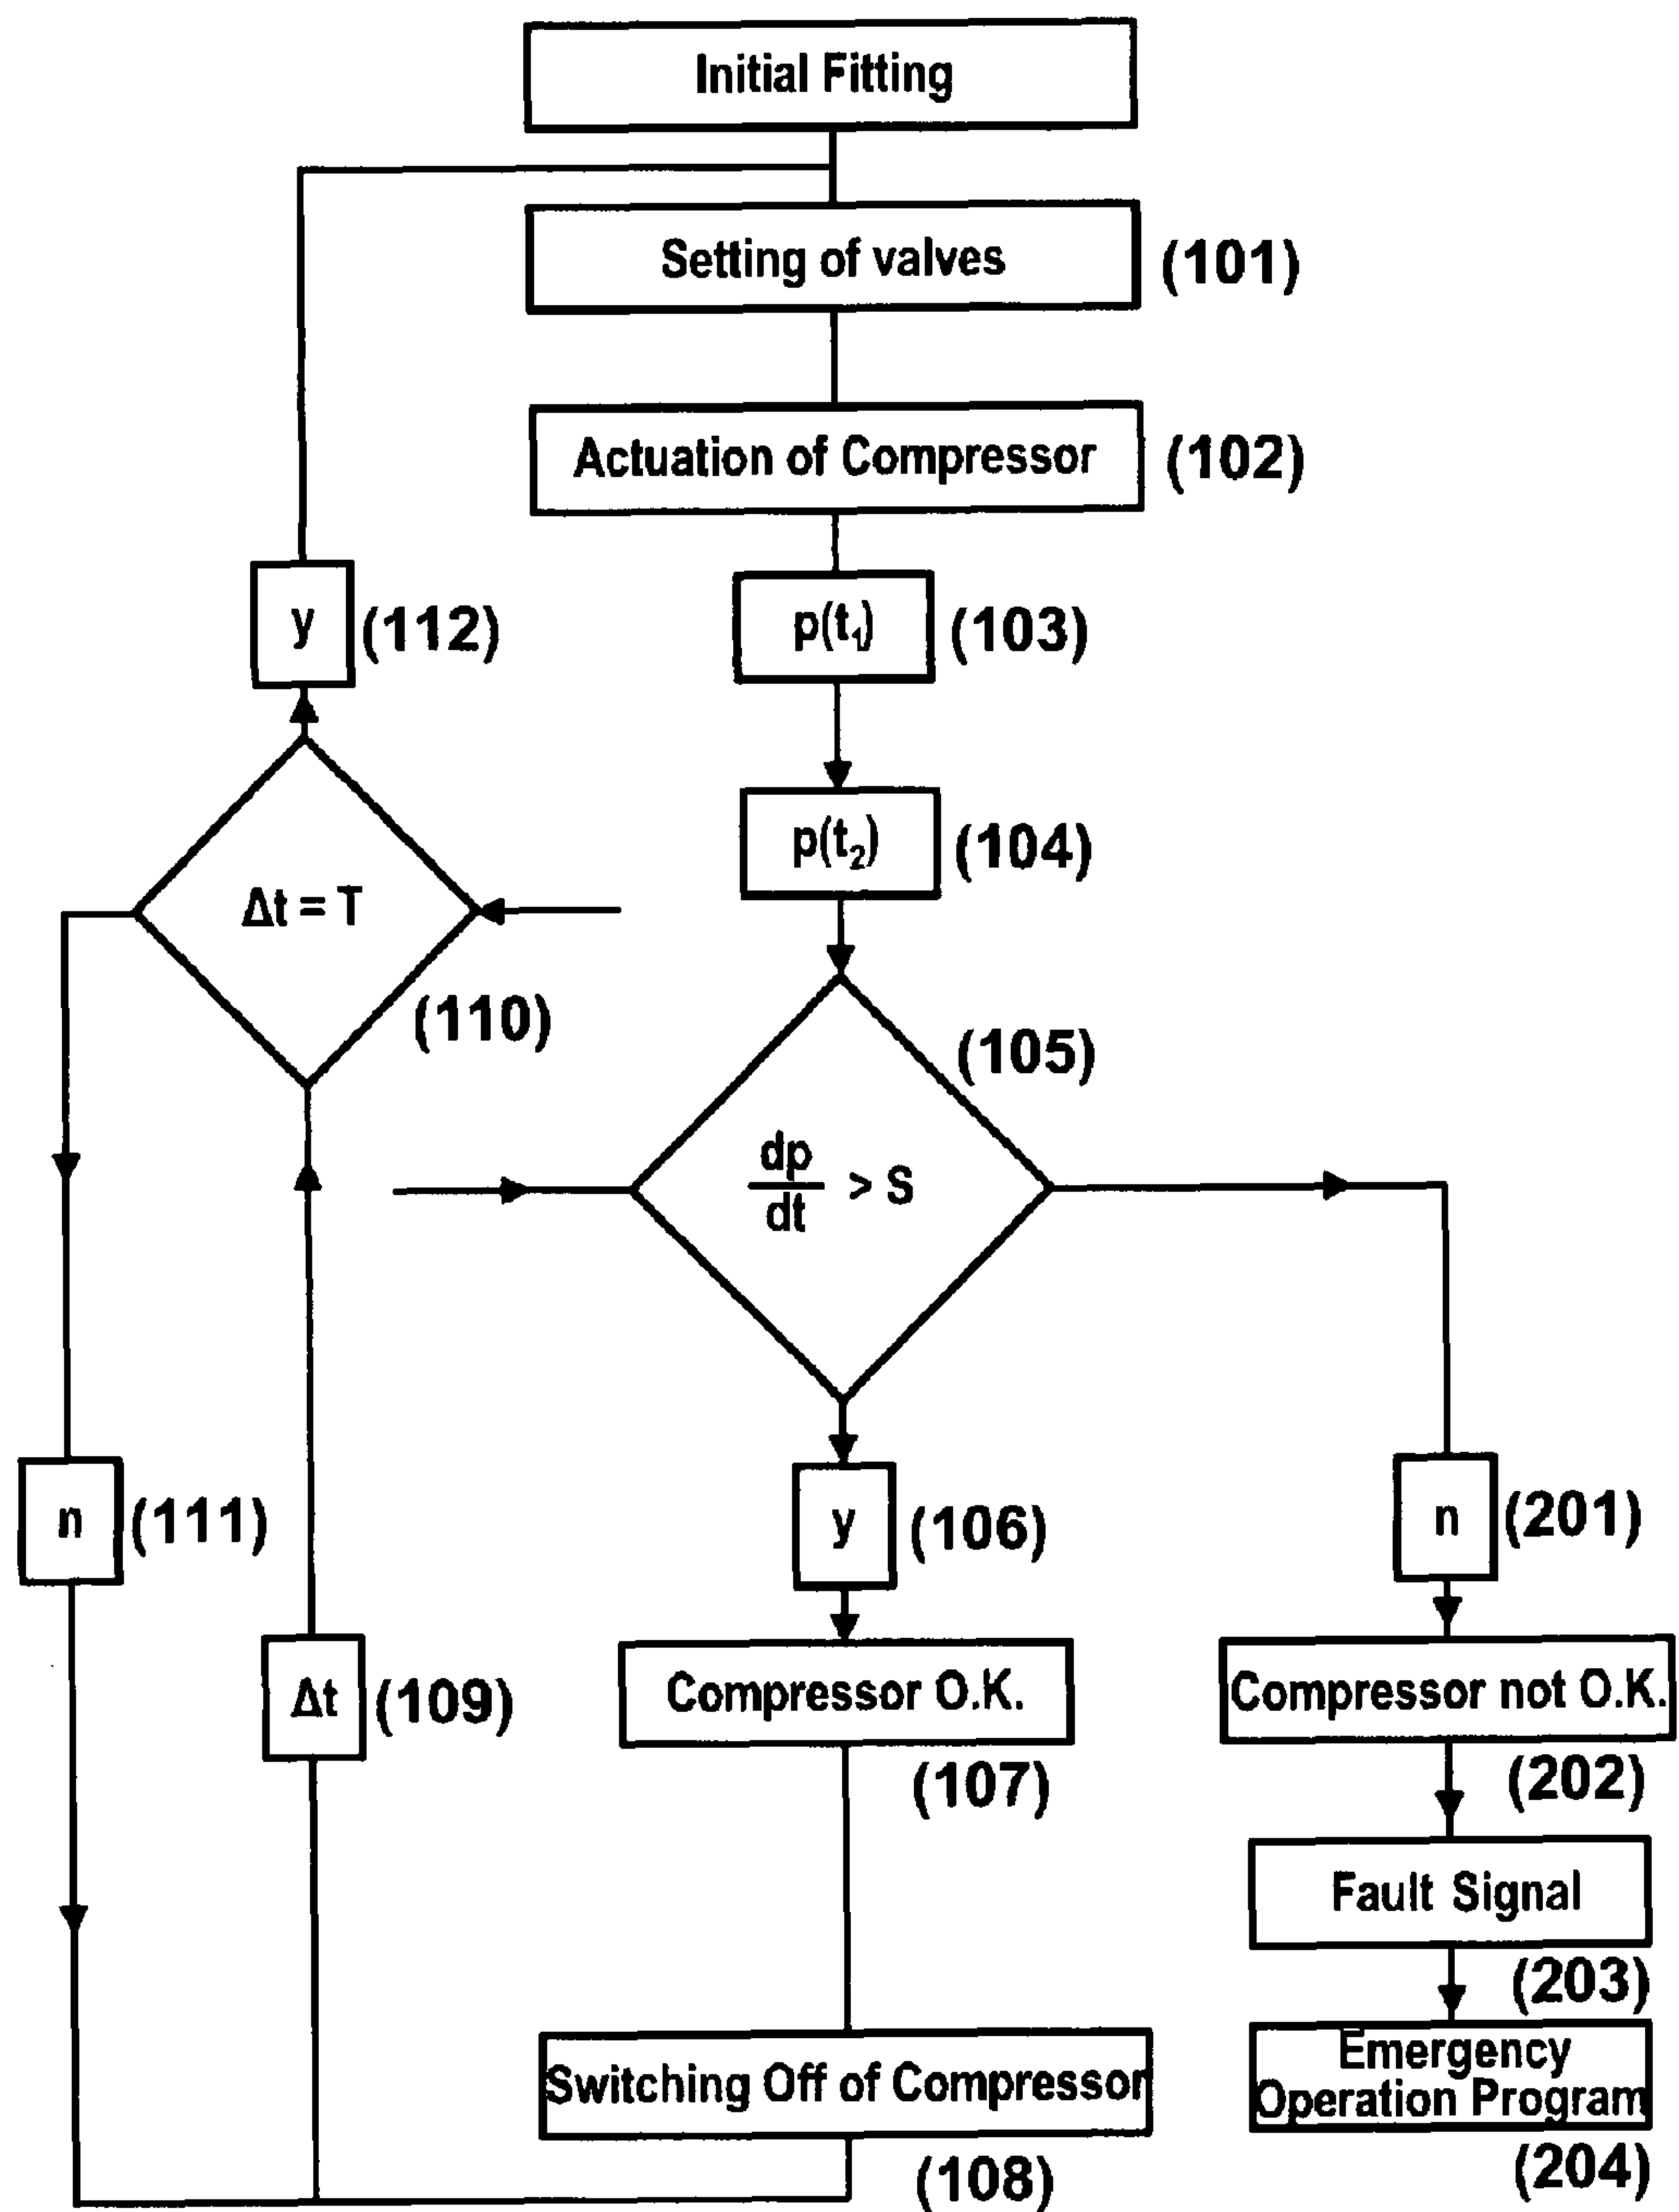 Initial Fitting
Setting of valves
(101)
Actuation of Compressor
(102)
y
(112)
p(t₁)
(103)
p(t₂)
(104)
Δt = T
(110)
(105)
dp
dt
> S
n
(111)
y
(106)
n
(201)
Δt
(109)
Compressor O.K.
(107)
Compressor not O.K.
(202)
Fault Signal
(203)
Switching Off of Compressor
(108)
Emergency
Operation Program
(204)